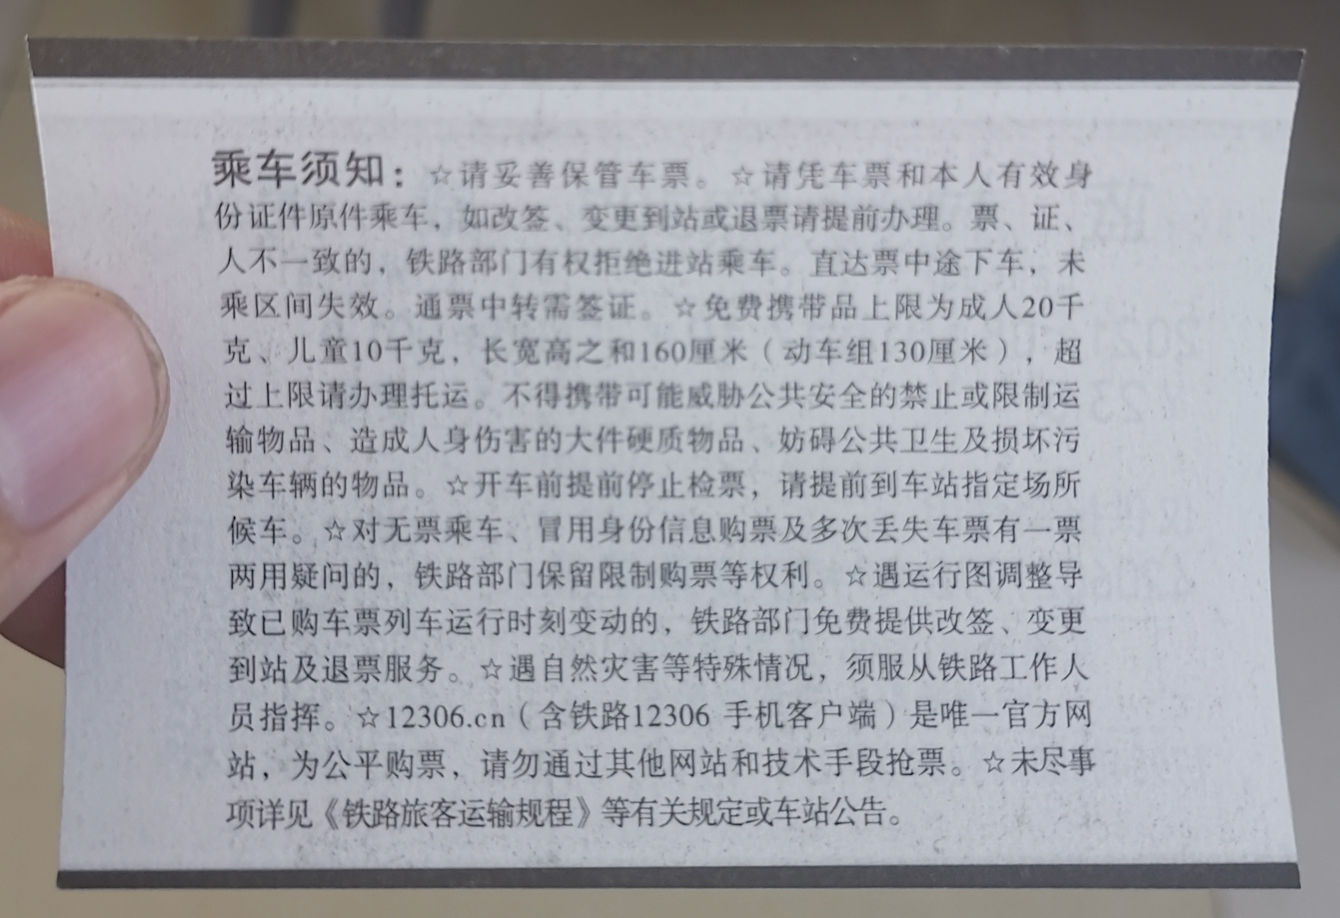 乘车须知：☆请妥善保管车票。☆请凭车票和本人有效身
份证件原件乘车，如改签、变更到站或退票请提前办理。票、证、
人不一致的，铁路部门有权拒绝进站乘车。直达票中途下车，未
乘区间失效。通票中转需签证。☆免费携带品上限为成人20千
克、儿童10千克，长宽高之和160厘米（动车组130厘米），超
过上限请办理托运。不得携带可能威胁公共安全的禁止或限制运
输物品、造成人身伤害的大件硬质物品、妨碍公共卫生及损坏污
染车辆的物品。☆开车前提前停止检票，请提前到车站指定场所
候车。☆对无票乘车、冒用身份信息购票及多次丢失车票有一票
两用疑问的，铁路部门保留限制购票等权利。☆遇运行图调整导
致已购车票列车运行时刻变动的，铁路部门免费提供改签、变更
到站及退票服务。☆遇自然灾害等特殊情况，须服从铁路工作人
员指挥。☆12306.cn（含铁路12306 手机客户端）是唯一官方网
站，为公平购票，请勿通过其他网站和技术手段抢票。☆未尽事
项详见《铁路旅客运输规程》等有关规定或车站公告。